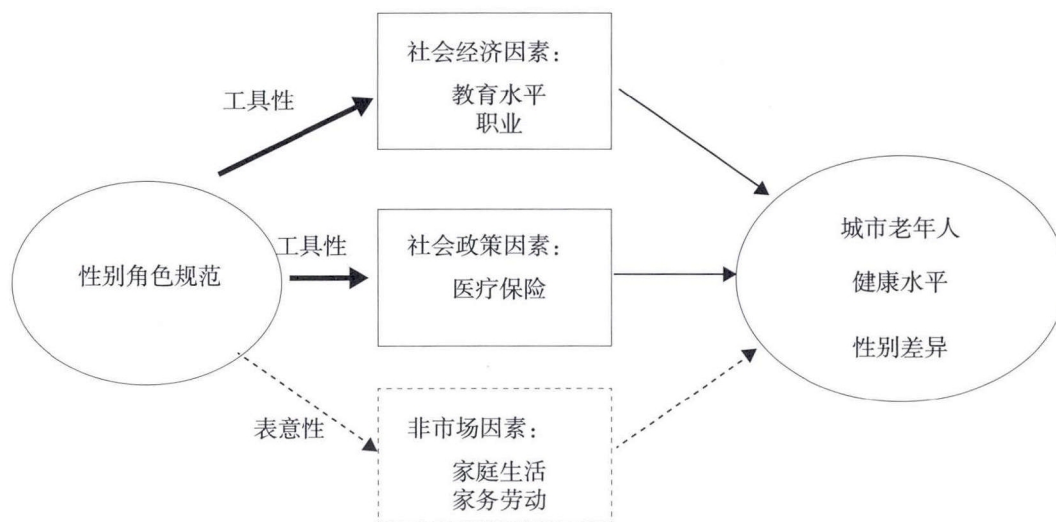 社会经济因素：
教育水平
职业
工具性
工具性
社会政策因素：
医疗保险
性别角色规范
城市老年人
健康水平
性别差异
表意性
非市场因素：
家庭生活
家务劳动